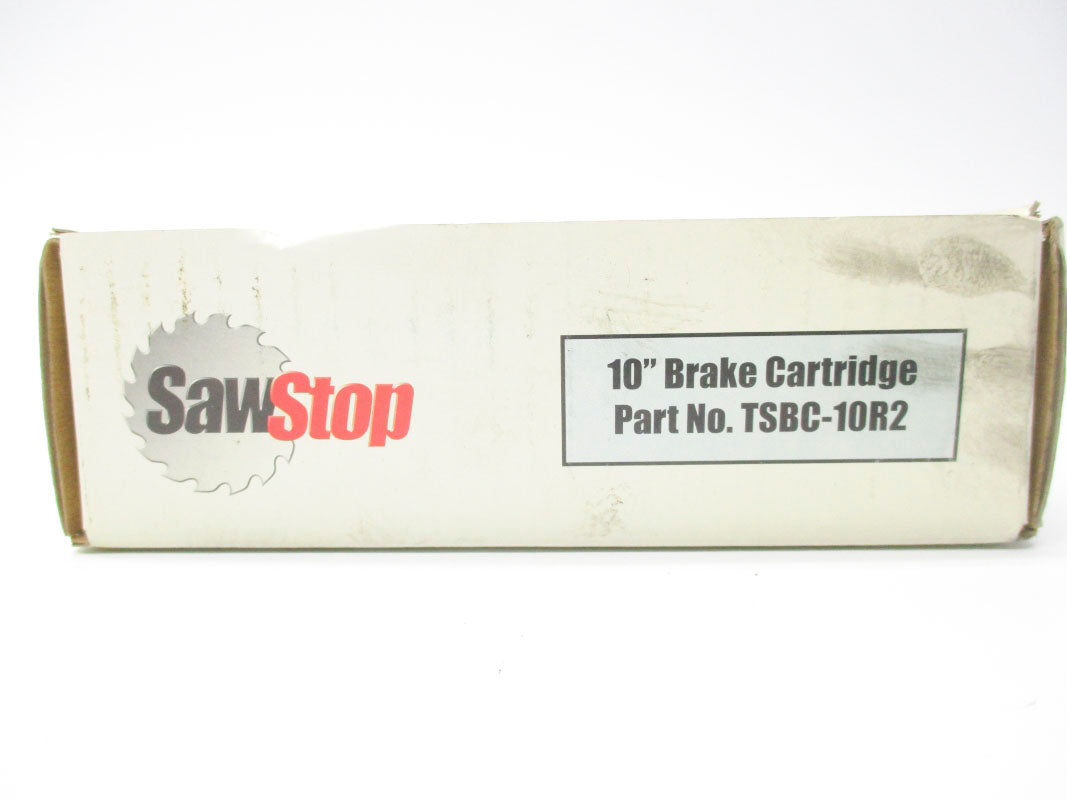 SawStop
10” Brake Cartridge
Part No. TSBC-10R2